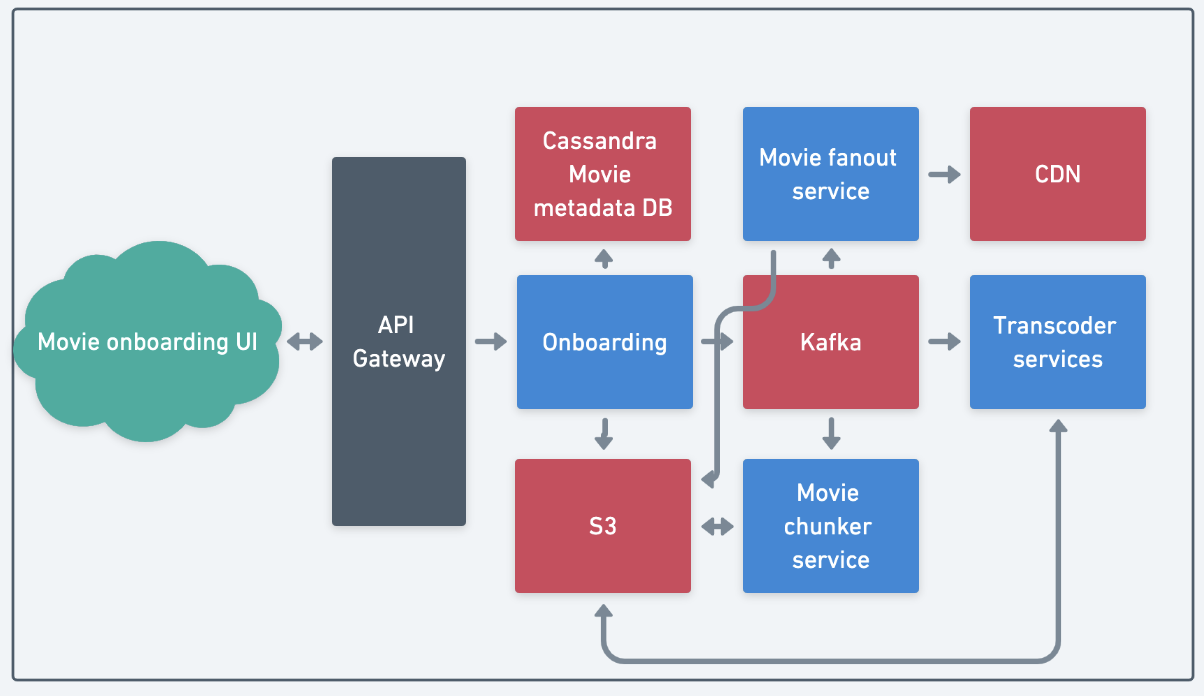 Movie onboarding UI
API
Gateway
Cassandra
Movie
metadata DB
Onboarding
S3
Movie fanout
service
Kafka
Movie
chunker
service
CDN
Transcoder
services